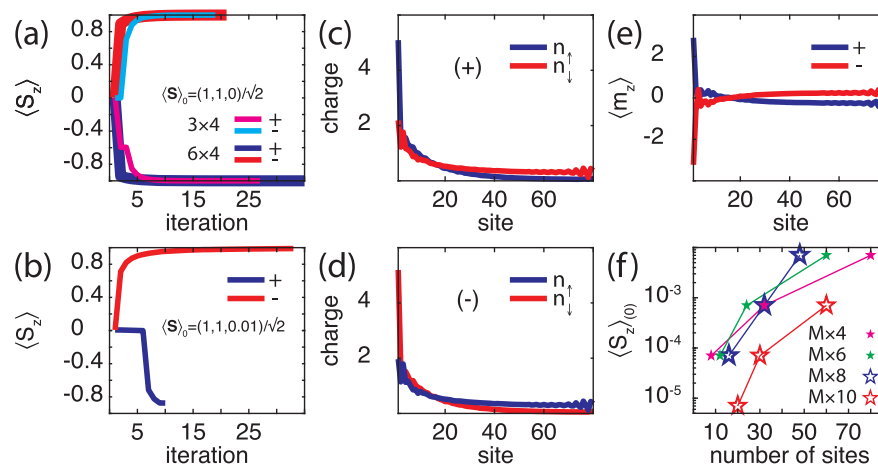 (a)
⟨S_z⟩
0.8
0.4
0
-0.4
-0.8
⟨S⟩₀=(1,1,0)/√2
3×4
+
-
6×4
+
-
5
15
25
iteration
(b)
⟨S_z⟩
0.8
0.4
0
-0.4
-0.8
+
-
⟨S⟩₀=(1,1,0.01)/√2
5
15
25
iteration
(c)
charge
4
2
(+)
n↑
n↓
20
40
60
site
(d)
charge
4
2
(-)
n↑
n↓
20
40
60
site
(e)
⟨m_z⟩
2
0
-2
+
-
20
40
60
site
(f)
⟨S_z⟩₍₀₎
10⁻³
10⁻⁴
10⁻⁵
M×4
M×6
M×8
M×10
10
30
50
70
number of sites